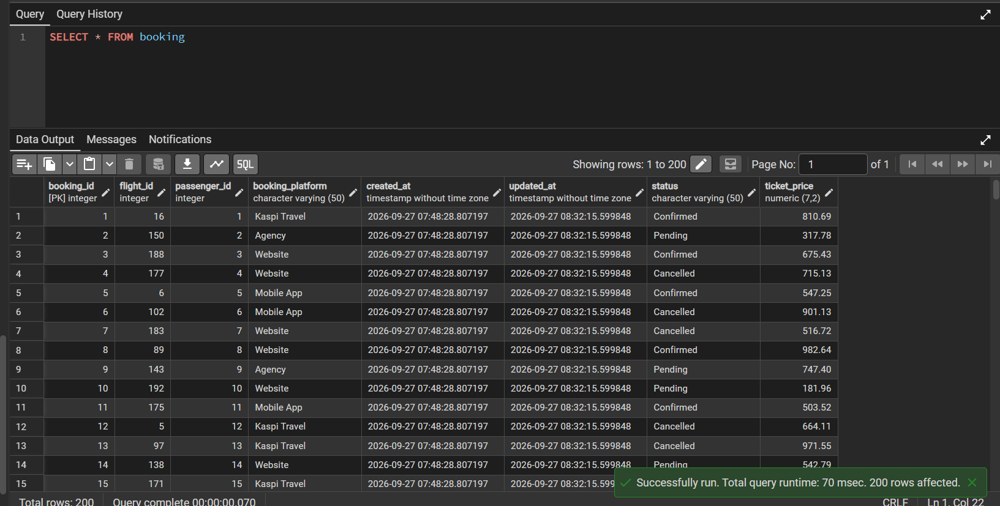 Query Query History
1 SELECT * FROM booking
Data Output Messages Notifications
SQL Showing rows: 1 to 200 Page No: 1 of 1
booking_id flight_id passenger_id booking_platform created_at updated_at status ticket_price
[PK] integer integer integer character varying (50) timestamp without time zone timestamp without time zone character varying (50) numeric (7,2)
1 1 16 1 Kaspi Travel 2026-09-27 07:48:28.807197 2026-09-27 08:32:15.599848 Confirmed 810.69
2 2 150 2 Agency 2026-09-27 07:48:28.807197 2026-09-27 08:32:15.599848 Pending 317.78
3 3 188 3 Website 2026-09-27 07:48:28.807197 2026-09-27 08:32:15.599848 Confirmed 675.43
4 4 177 4 Website 2026-09-27 07:48:28.807197 2026-09-27 08:32:15.599848 Cancelled 715.13
5 5 6 5 Mobile App 2026-09-27 07:48:28.807197 2026-09-27 08:32:15.599848 Confirmed 547.25
6 6 102 6 Mobile App 2026-09-27 07:48:28.807197 2026-09-27 08:32:15.599848 Cancelled 901.13
7 7 183 7 Website 2026-09-27 07:48:28.807197 2026-09-27 08:32:15.599848 Cancelled 516.72
8 8 89 8 Website 2026-09-27 07:48:28.807197 2026-09-27 08:32:15.599848 Confirmed 982.64
9 9 143 9 Agency 2026-09-27 07:48:28.807197 2026-09-27 08:32:15.599848 Pending 747.40
10 10 192 10 Website 2026-09-27 07:48:28.807197 2026-09-27 08:32:15.599848 Pending 181.96
11 11 175 11 Mobile App 2026-09-27 07:48:28.807197 2026-09-27 08:32:15.599848 Confirmed 503.52
12 12 5 12 Kaspi Travel 2026-09-27 07:48:28.807197 2026-09-27 08:32:15.599848 Cancelled 664.11
13 13 97 13 Kaspi Travel 2026-09-27 07:48:28.807197 2026-09-27 08:32:15.599848 Cancelled 971.55
14 14 138 14 Website 2026-09-27 07:48:28.807197 2026-09-27 08:32:15.599848 Pending 542.79
15 15 171 15 Kaspi Travel 2026-09-27 07:48:28.807197 2026-09-27 08:32:15.599
Successfully run. Total query runtime: 70 msec. 200 rows affected.
Total rows: 200 Query complete 00:00:00.070 CRLF Ln 1, Col 22